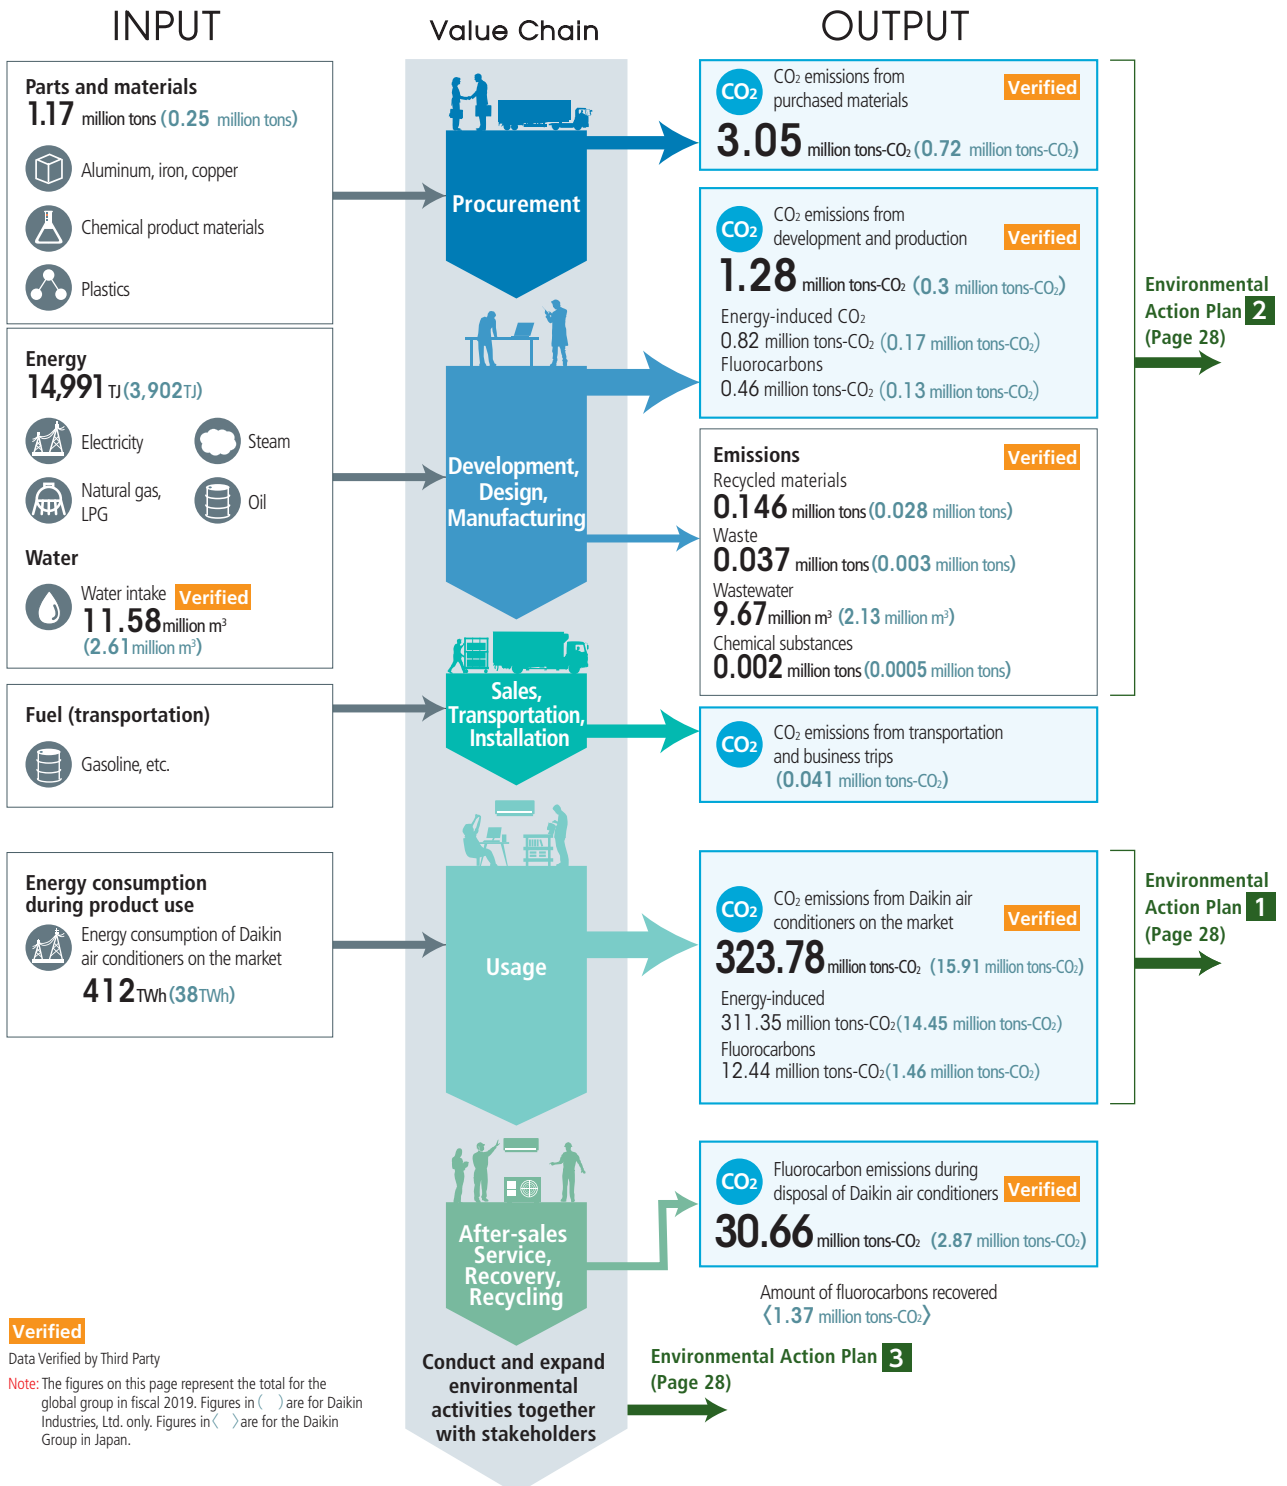 INPUT
Value Chain
OUTPUT
Parts and materials
1.17 million tons (0.25 million tons)
Aluminum, iron, copper
Chemical product materials
Plastics
Energy
14,991 TJ (3,902TJ)
Electricity
Steam
Natural gas,
LPG
Oil
Water
Water intake Verified
11.58 million m³
(2.61 million m³)
Fuel (transportation)
Gasoline, etc.
Energy consumption
during product use
Energy consumption of Daikin
air conditioners on the market
412 TWh (38TWh)
Procurement
Development,
Design,
Manufacturing
Sales,
Transportation,
Installation
Usage
After-sales
Service,
Recovery,
Recycling
Conduct and expand
environmental
activities together
with stakeholders
CO₂
CO₂ emissions from
purchased materials
Verified
3.05 million tons-CO₂ (0.72 million tons-CO₂)
CO₂
CO₂ emissions from
development and production
Verified
1.28 million tons-CO₂ (0.3 million tons-CO₂)
Energy-induced CO₂
0.82 million tons-CO₂ (0.17 million tons-CO₂)
Fluorocarbons
0.46 million tons-CO₂ (0.13 million tons-CO₂)
Emissions
Verified
Recycled materials
0.146 million tons (0.028 million tons)
Waste
0.037 million tons (0.003 million tons)
Wastewater
9.67 million m³ (2.13 million m³)
Chemical substances
0.002 million tons (0.0005 million tons)
CO₂
CO₂ emissions from transportation
and business trips
(0.041 million tons-CO₂)
CO₂
CO₂ emissions from Daikin air
conditioners on the market
Verified
323.78 million tons-CO₂ (15.91 million tons-CO₂)
Energy-induced
311.35 million tons-CO₂ (14.45 million tons-CO₂)
Fluorocarbons
12.44 million tons-CO₂ (1.46 million tons-CO₂)
CO₂
Fluorocarbon emissions during
disposal of Daikin air conditioners
Verified
30.66 million tons-CO₂ (2.87 million tons-CO₂)
Amount of fluorocarbons recovered
〈1.37 million tons-CO₂〉
Environmental
Action Plan 2
(Page 28)
Environmental
Action Plan 1
(Page 28)
Environmental Action Plan 3
(Page 28)
Verified
Data Verified by Third Party
Note: The figures on this page represent the total for the
global group in fiscal 2019. Figures in ( ) are for Daikin
Industries, Ltd. only. Figures in 〈 〉 are for the Daikin
Group in Japan.